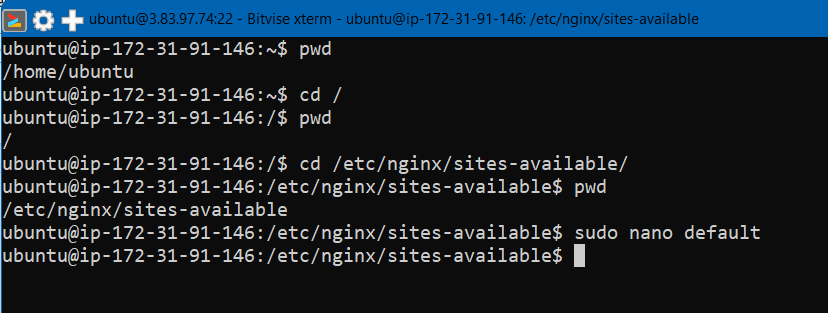 ubuntu@3.83.97.74:22 - Bitvise xterm - ubuntu@ip-172-31-91-146: /etc/nginx/sites-available
ubuntu@ip-172-31-91-146:~$ pwd
/home/ubuntu
ubuntu@ip-172-31-91-146:~$ cd /
ubuntu@ip-172-31-91-146:/$ pwd
/
ubuntu@ip-172-31-91-146:/$ cd /etc/nginx/sites-available/
ubuntu@ip-172-31-91-146:/etc/nginx/sites-available$ pwd
/etc/nginx/sites-available
ubuntu@ip-172-31-91-146:/etc/nginx/sites-available$ sudo nano default
ubuntu@ip-172-31-91-146:/etc/nginx/sites-available$